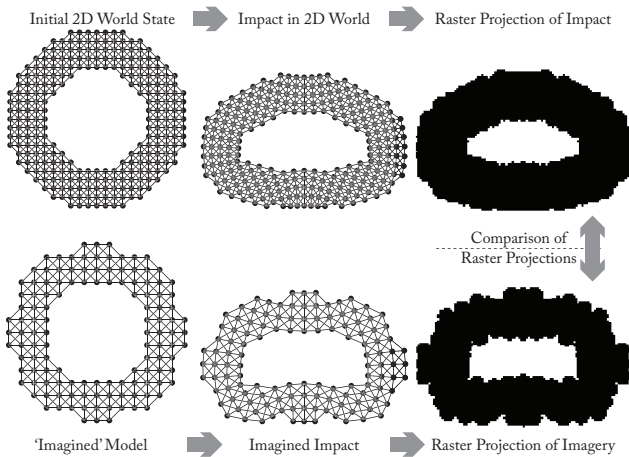 Initial 2D World State
Impact in 2D World
Raster Projection of Impact
Comparison of
Raster Projections
‘Imagined’ Model
Imagined Impact
Raster Projection of Imagery